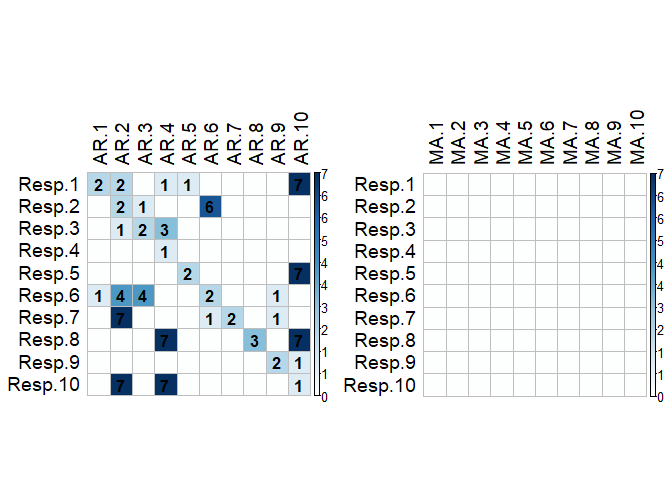 AR.1 AR.2 AR.3 AR.4 AR.5 AR.6 AR.7 AR.8 AR.9 AR.10
Resp.1 2 2 1 1 7
Resp.2 2 1 6
Resp.3 1 2 3
Resp.4 1
Resp.5 2 7
Resp.6 1 4 4 2 1
Resp.7 7 1 2 1
Resp.8 7 3 7
Resp.9 2 1
Resp.10 7 7 1
7
6
6
5
4
4
3
2
1
1
0
MA.1 MA.2 MA.3 MA.4 MA.5 MA.6 MA.7 MA.8 MA.9 MA.10
Resp.1
Resp.2
Resp.3
Resp.4
Resp.5
Resp.6
Resp.7
Resp.8
Resp.9
Resp.10
7
6
6
5
4
4
3
2
1
1
0